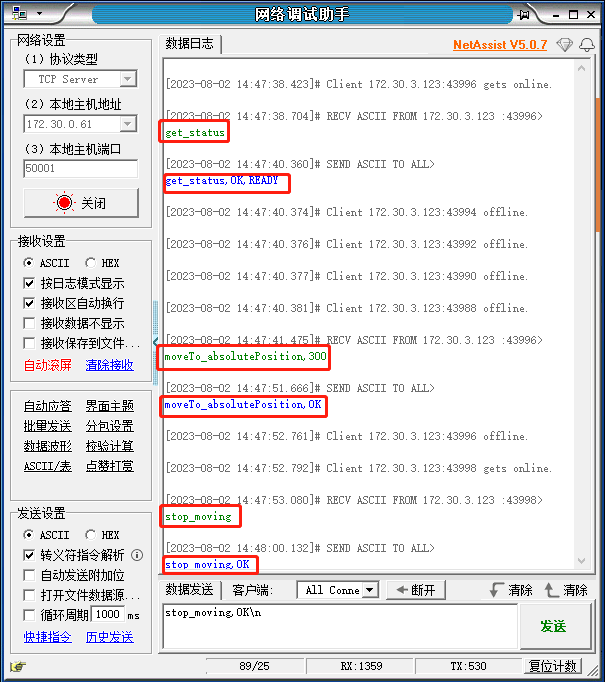 网络调试助手
网络设置
(1) 协议类型
TCP Server
(2) 本地主机地址
172.30.0.61
(3) 本地主机端口
50001
关闭
接收设置
ASCII HEX
按日志模式显示
接收区自动换行
接收数据不显示
接收保存到文件...
自动滚屏 清除接收
自动应答 界面主题
批量发送 分包设置
数据波形 校验计算
ASCII/表 点赞打赏
发送设置
ASCII HEX
转义符指令解析
自动发送附加位
打开文件数据源...
循环周期 1000 ms
快捷指令 历史发送
数据日志 NetAssist V5.0.7
[2023-08-02 14:47:38.423]# Client 172.30.3.123:43996 gets online.
[2023-08-02 14:47:38.704]# RECV ASCII FROM 172.30.3.123 :43996>
get_status
[2023-08-02 14:47:40.360]# SEND ASCII TO ALL>
get_status,OK,READY
[2023-08-02 14:47:40.374]# Client 172.30.3.123:43994 offline.
[2023-08-02 14:47:40.376]# Client 172.30.3.123:43992 offline.
[2023-08-02 14:47:40.377]# Client 172.30.3.123:43990 offline.
[2023-08-02 14:47:40.381]# Client 172.30.3.123:43988 offline.
[2023-08-02 14:47:41.475]# RECV ASCII FROM 172.30.3.123 :43996>
moveTo_absolutePosition,300
[2023-08-02 14:47:51.666]# SEND ASCII TO ALL>
moveTo_absolutePosition,OK
[2023-08-02 14:47:52.761]# Client 172.30.3.123:43996 offline.
[2023-08-02 14:47:52.792]# Client 172.30.3.123:43998 gets online.
[2023-08-02 14:47:53.080]# RECV ASCII FROM 172.30.3.123 :43998>
stop_moving
[2023-08-02 14:48:00.132]# SEND ASCII TO ALL>
stop_moving,OK
数据发送 客户端: All Conne 断开 清除 清除
stop_moving,OK\n
发送
89/25 RX:1359 TX:530 复位计数